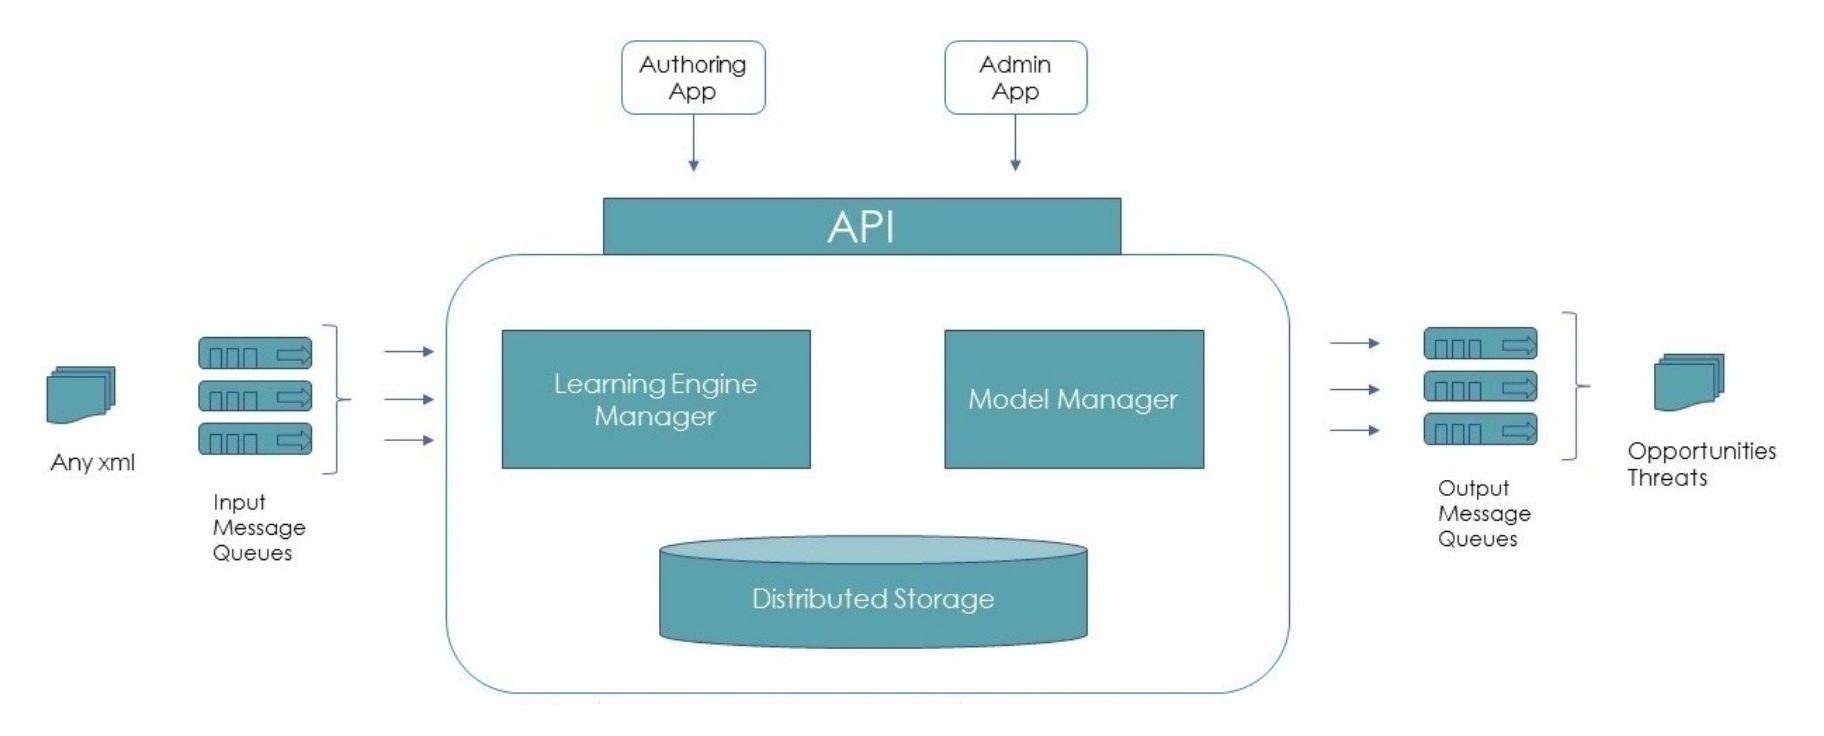 Authoring
App
Admin
App
API
Any xml
Input
Message
Queues
Learning Engine
Manager
Model Manager
Distributed Storage
Output
Message
Queues
Opportunities
Threats